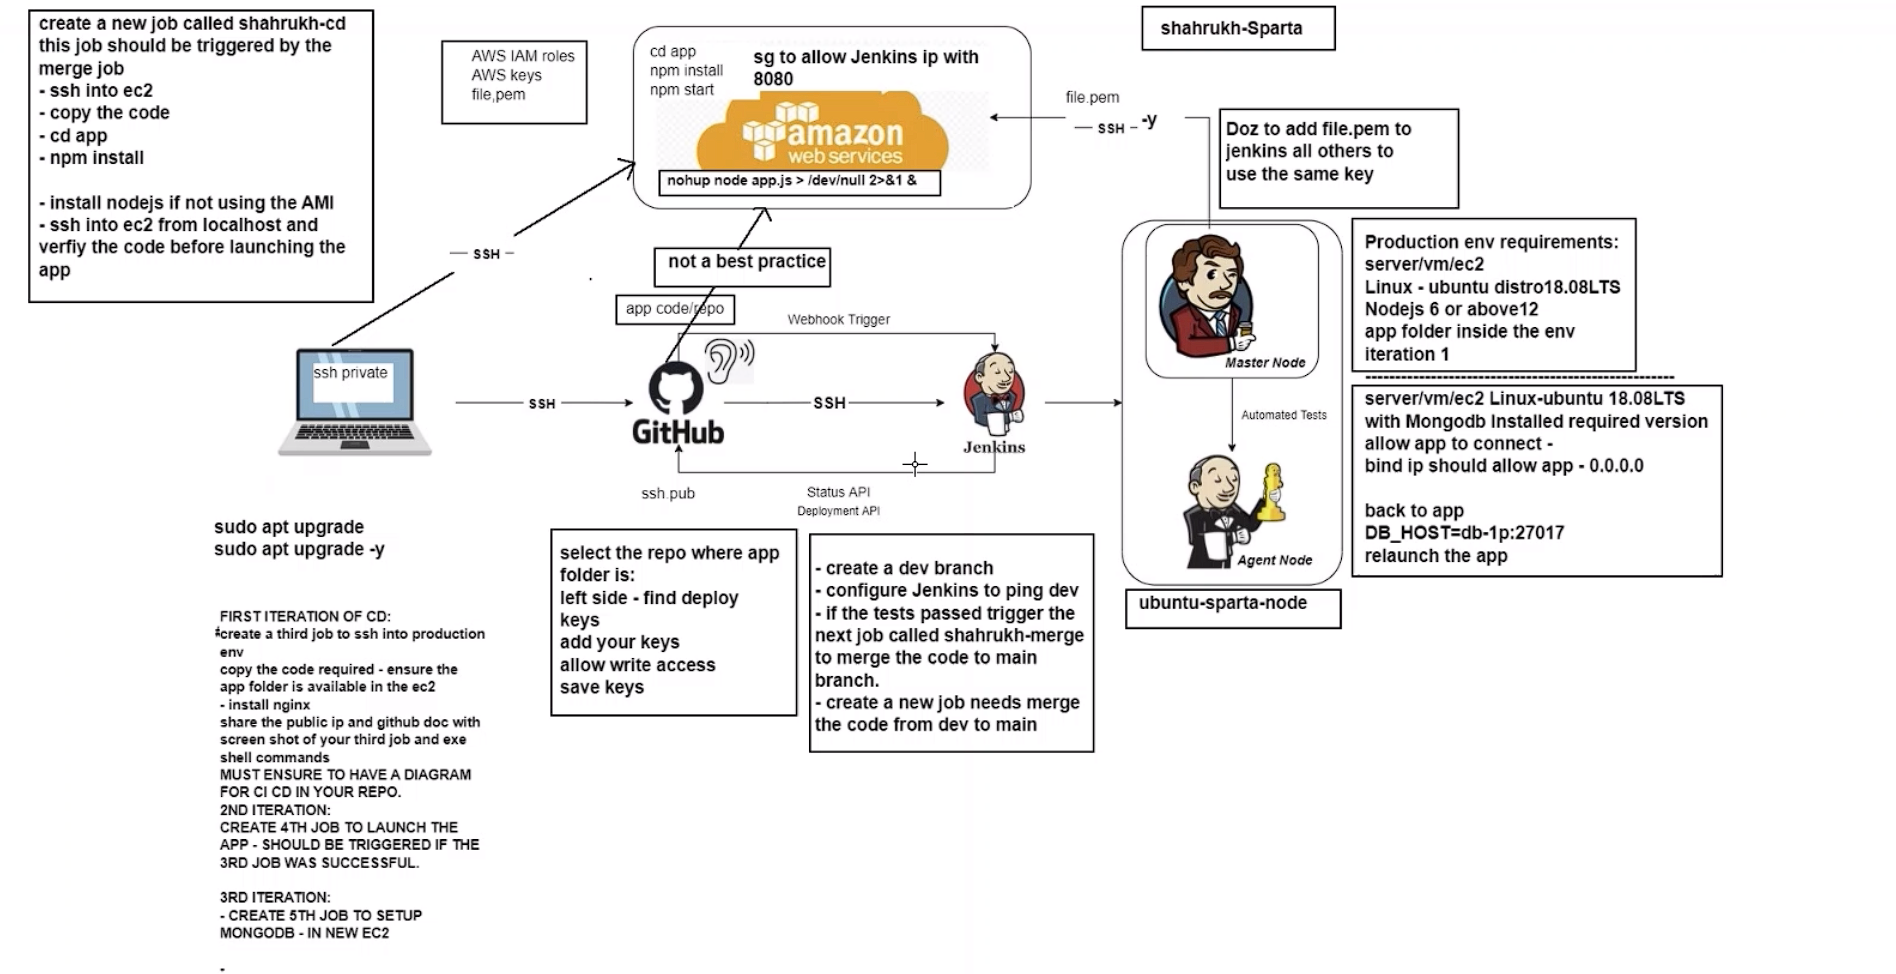 create a new job called shahrukh-cd
this job should be triggered by the
merge job
- ssh into ec2
- copy the code
- cd app
- npm install
- install nodejs if not using the AMI
- ssh into ec2 from localhost and
verfiy the code before launching the
app
AWS IAM roles
AWS keys
file,pem
cd app
npm install
npm start
sg to allow Jenkins ip with
8080
amazon
web services
nohup node app.js > /dev/null 2>&1 &
shahrukh-Sparta
file.pem
SSH
-y
Doz to add file.pem to
jenkins all others to
use the same key
SSH
not a best practice
app code/repo
Webhook Trigger
ssh private
SSH
GitHub
SSH
Jenkins
ssh.pub
Status API
Deployment API
Master Node
Automated Tests
Agent Node
ubuntu-sparta-node
Production env requirements:
server/vm/ec2
Linux - ubuntu distro18.08LTS
Nodejs 6 or above12
app folder inside the env
iteration 1
server/vm/ec2 Linux-ubuntu 18.08LTS
with Mongodb Installed required version
allow app to connect -
bind ip should allow app - 0.0.0.0
back to app
DB_HOST=db-1p:27017
relaunch the app
sudo apt upgrade
sudo apt upgrade -y
select the repo where app
folder is:
left side - find deploy
keys
add your keys
allow write access
save keys
- create a dev branch
- configure Jenkins to ping dev
- if the tests passed trigger the
next job called shahrukh-merge
to merge the code to main
branch.
- create a new job needs merge
the code from dev to main
FIRST ITERATION OF CD:
create a third job to ssh into production
env
copy the code required - ensure the
app folder is available in the ec2
- install nginx
share the public ip and github doc with
screen shot of your third job and exe
shell commands
MUST ENSURE TO HAVE A DIAGRAM
FOR CI CD IN YOUR REPO.
2ND ITERATION:
CREATE 4TH JOB TO LAUNCH THE
APP - SHOULD BE TRIGGERED IF THE
3RD JOB WAS SUCCESSFUL.
3RD ITERATION:
- CREATE 5TH JOB TO SETUP
MONGODB - IN NEW EC2
-